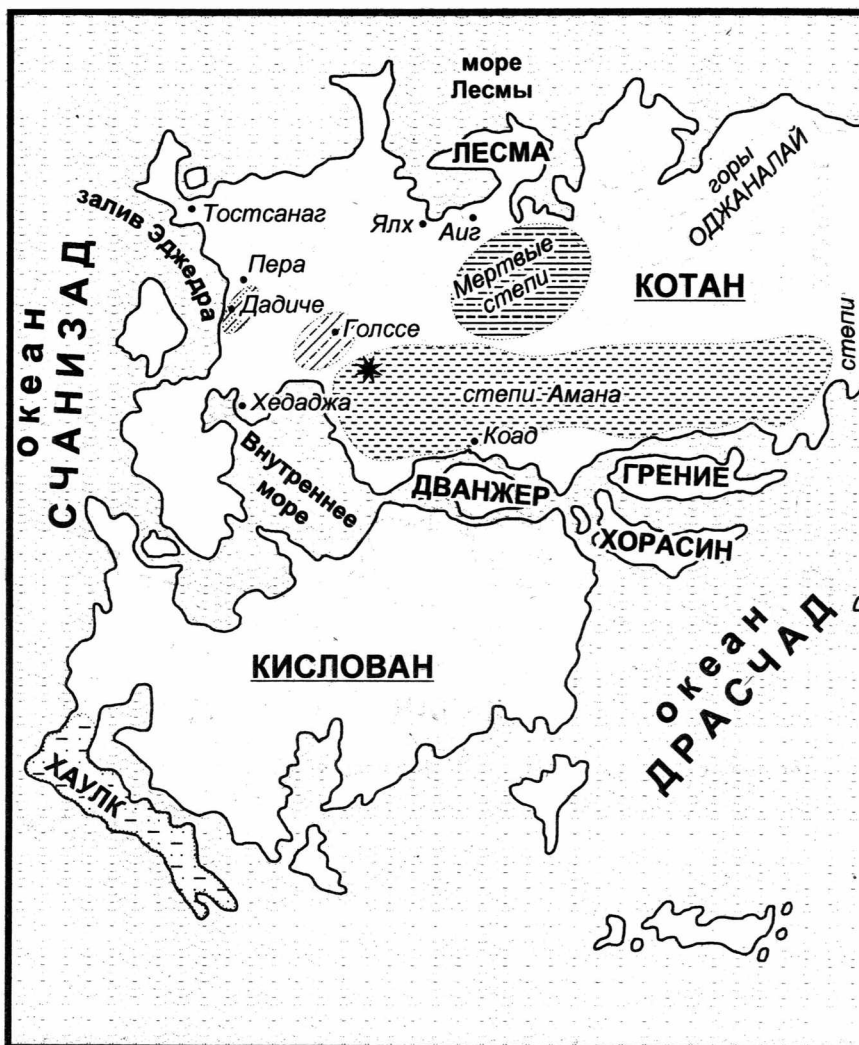 море
Лесмы
ЛЕСМА
горы
ОДЖАНАЛАЙ
залив Эджедра
Тостсанаг
Ялх
Аиг
Мертвые
степи
КОТАН
Пера
Дадиче
океан
СЧАНИЗАД
Голссе
степи
степи Амана
Хедаджа
Коад
Внутреннее
море
ДВАНЖЕР
ГРЕНИЕ
ХОРАСИН
КИСЛОВАН
океан
ДРАСЧАД
ХАУЛК